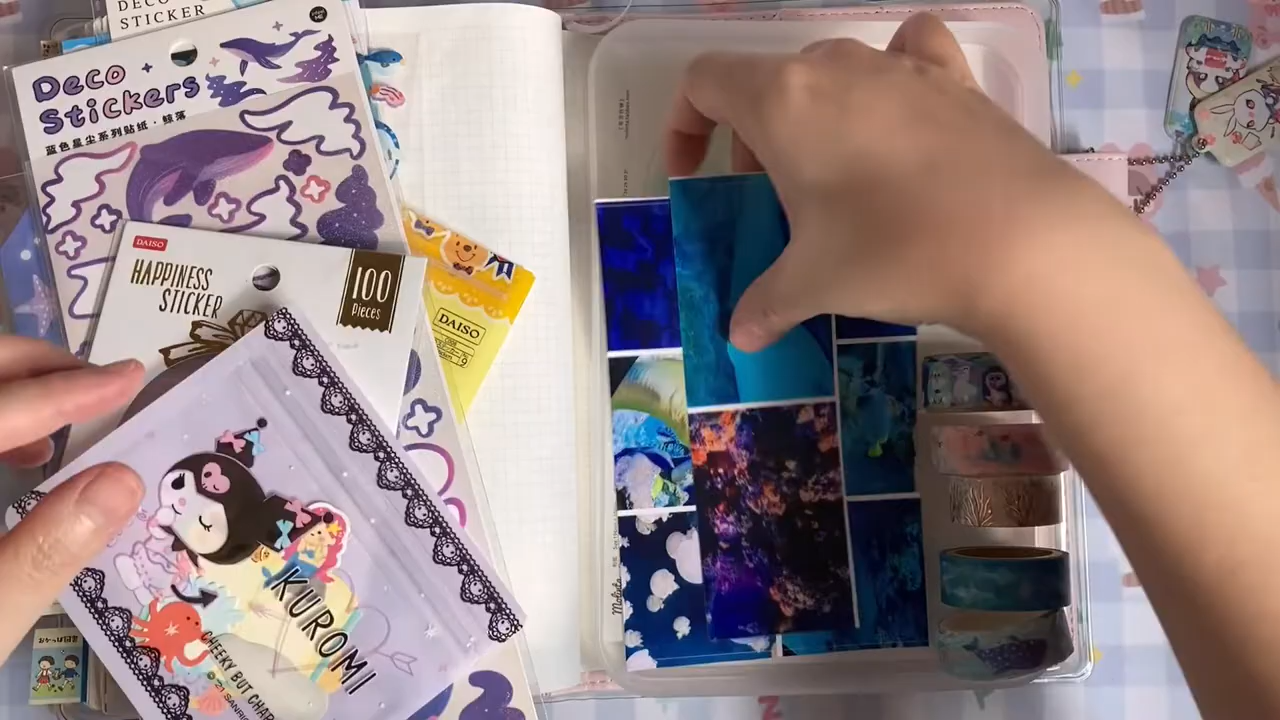 DECO
STICKER
Deco
Stickers
蓝色星尘系列贴纸·鲸落
DAISO
HAPPINESS
STICKER
100
Pieces
DAISO
9
KUROMI
CHEEKY BUT CHAR